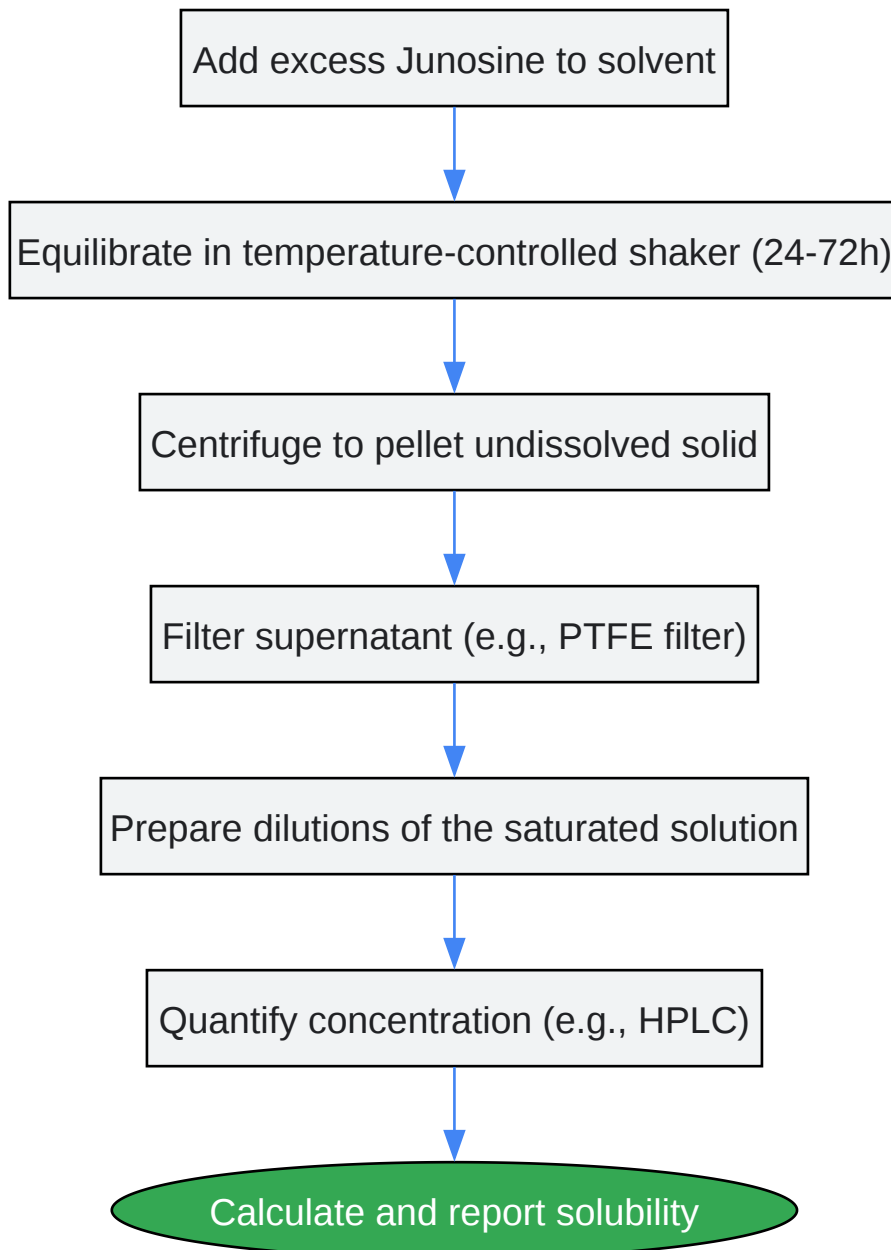 Add excess Junosine to solvent
Equilibrate in temperature-controlled shaker (24-72h)
Centrifuge to pellet undissolved solid
Filter supernatant (e.g., PTFE filter)
Prepare dilutions of the saturated solution
Quantify concentration (e.g., HPLC)
Calculate and report solubility